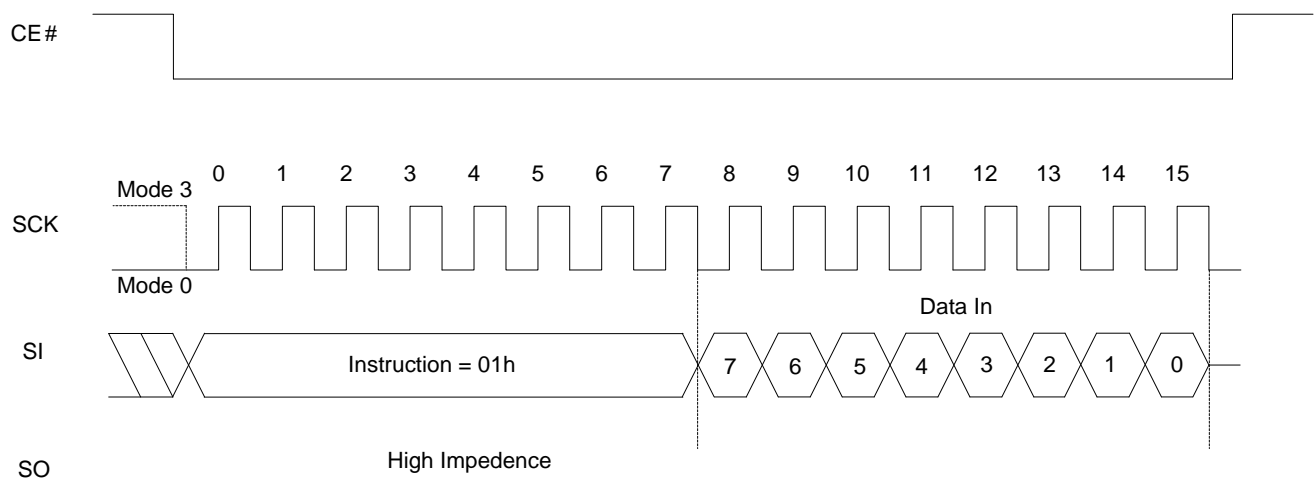 CE#
0 1 2 3 4 5 6 7 8 9 10 11 12 13 14 15
Mode 3
SCK
Mode 0
Data In
SI
Instruction = 01h
7 6 5 4 3 2 1 0
High Impedence
SO